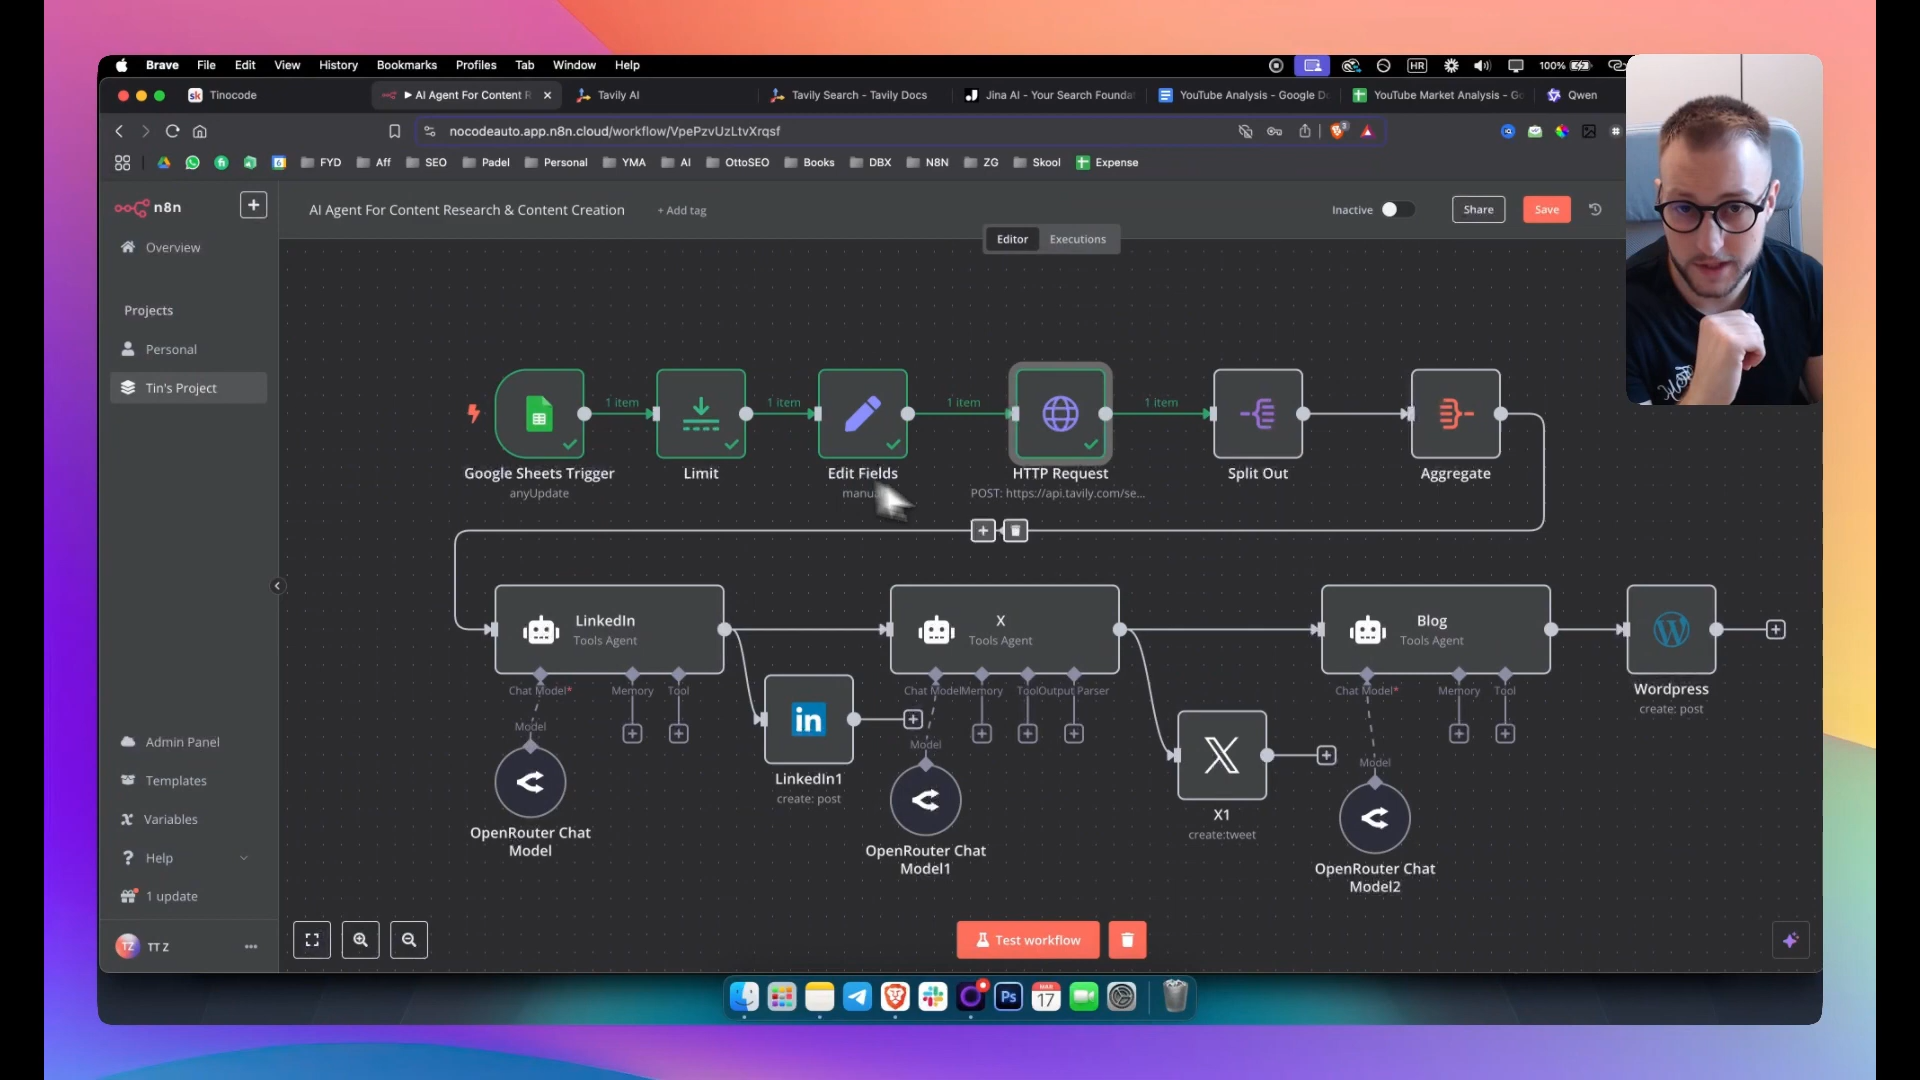 Brave File Edit View History Bookmarks Profiles Tab Window Help
HR
100%
Tinocode
AI Agent For Content R
Tavily AI
Tavily Search - Tavily Docs
Jina AI - Your Search Founda
YouTube Analysis - Google D
YouTube Market Analysis - Go
Qwen
nocodeauto.app.n8n.cloud/workflow/VpePzvUzLtvXrqsf
FYD Aff SEO Padel Personal YMA AI OttoSEO Books DBX N8N ZG Skool Expense
n8n
AI Agent For Content Research & Content Creation
+ Add tag
Inactive
Share
Save
Editor
Executions
Overview
Projects
Personal
Tin's Project
Admin Panel
Templates
Variables
Help
1 update
TZ
TT Z
1 item
1 item
1 item
1 item
Google Sheets Trigger
anyUpdate
Limit
Edit Fields
HTTP Request
POST: https://api.tavily.com/se...
Split Out
Aggregate
LinkedIn
Tools Agent
Chat Model*
Memory
Tool
Model
OpenRouter Chat
Model
in
LinkedIn1
create: post
X
Tools Agent
Chat Model
Memory
Tool
Output Parser
Model
OpenRouter Chat
Model1
X1
create:tweet
Blog
Tools Agent
Chat Model*
Memory
Tool
Model
OpenRouter Chat
Model2
Wordpress
create: post
Test workflow
Ps
MAR
17